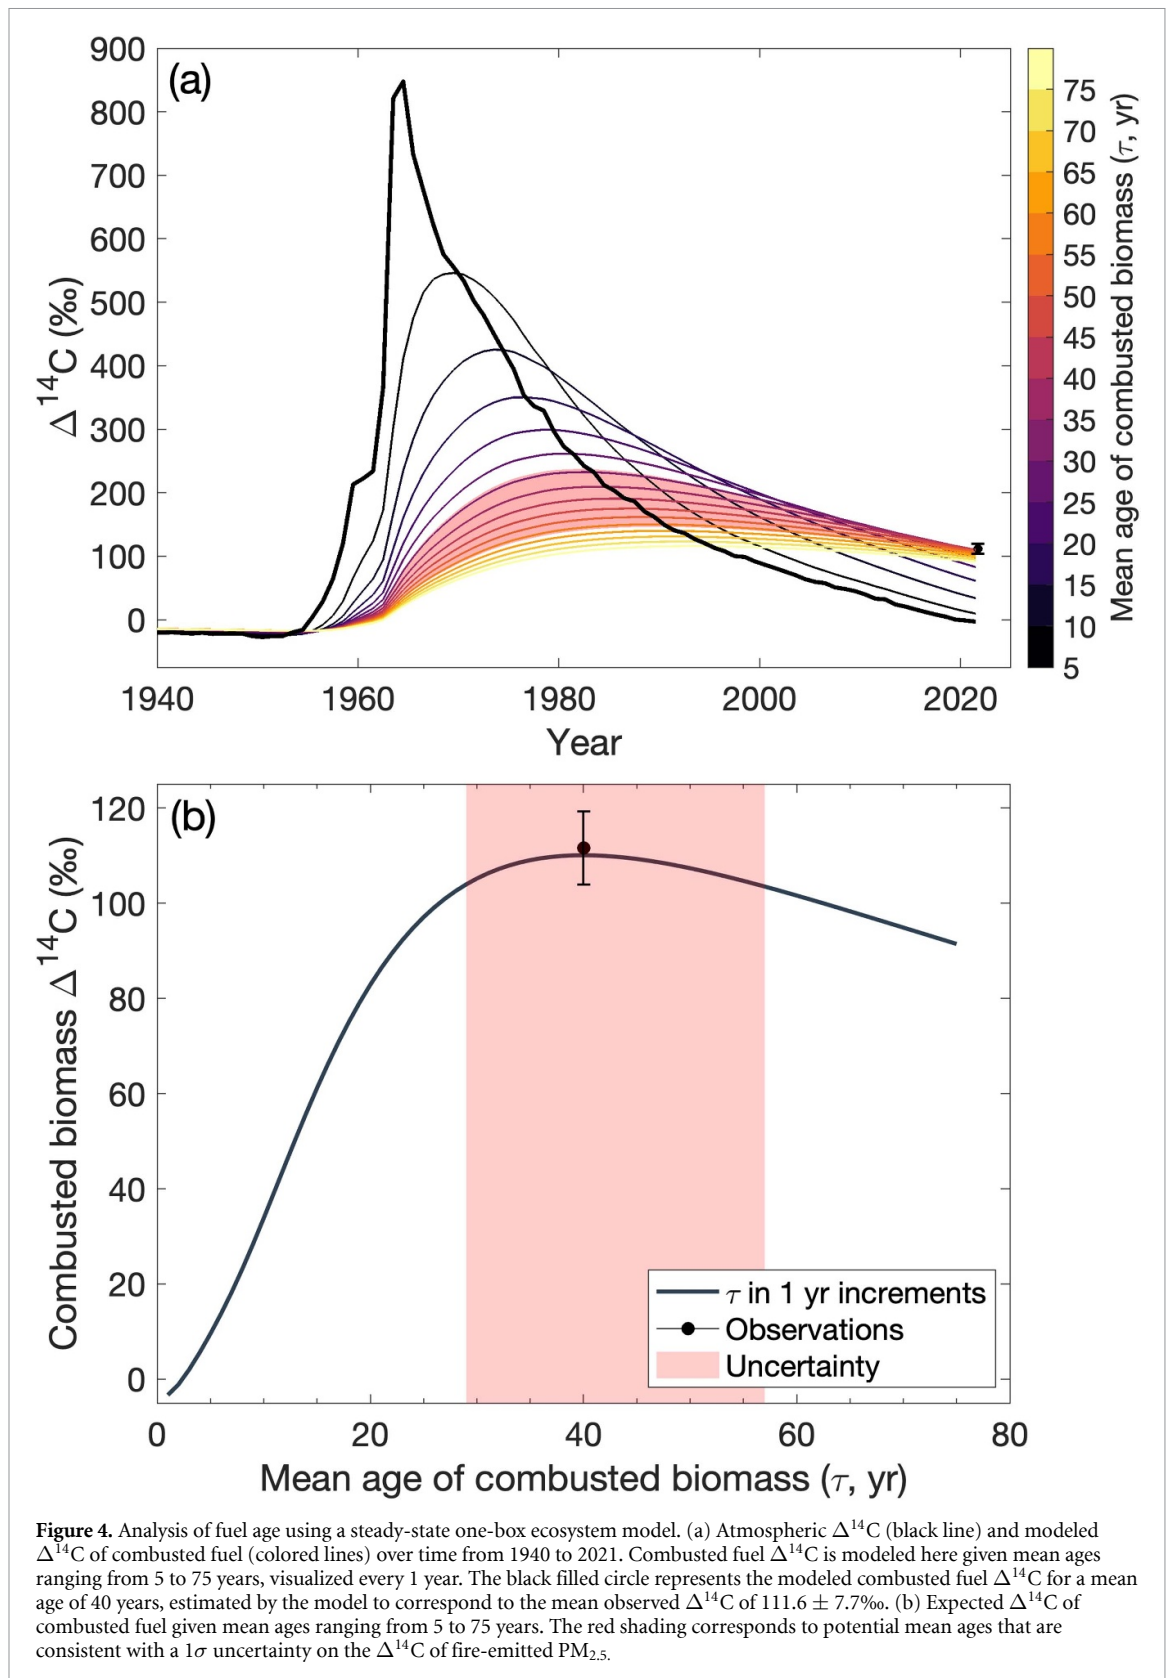 900
800
700
600
500
400
300
200
100
0
Δ14C (‰)
(a)
1940
1960
1980
2000
2020
Year
75
70
65
60
55
50
45
40
35
30
25
20
15
10
5
Mean age of combusted biomass (τ, yr)
120
100
80
60
40
20
0
Combusted biomass Δ14C (‰)
(b)
τ in 1 yr increments
Observations
Uncertainty
0
20
40
60
80
Mean age of combusted biomass (τ, yr)
Figure 4. Analysis of fuel age using a steady-state one-box ecosystem model. (a) Atmospheric Δ14C (black line) and modeled
Δ14C of combusted fuel (colored lines) over time from 1940 to 2021. Combusted fuel Δ14C is modeled here given mean ages
ranging from 5 to 75 years, visualized every 1 year. The black filled circle represents the modeled combusted fuel Δ14C for a mean
age of 40 years, estimated by the model to correspond to the mean observed Δ14C of 111.6 ± 7.7‰. (b) Expected Δ14C of
combusted fuel given mean ages ranging from 5 to 75 years. The red shading corresponds to potential mean ages that are
consistent with a 1σ uncertainty on the Δ14C of fire-emitted PM2.5.